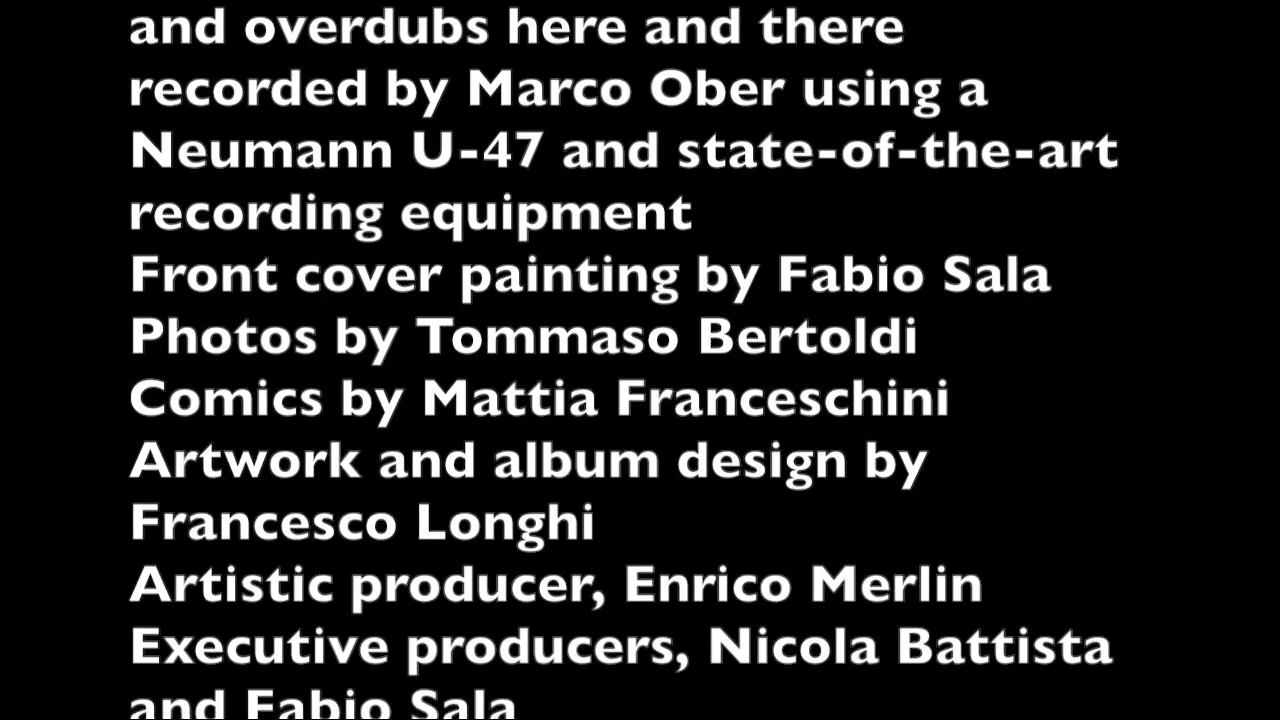 and overdubs here and there
recorded by Marco Ober using a
Neumann U-47 and state-of-the-art
recording equipment
Front cover painting by Fabio Sala
Photos by Tommaso Bertoldi
Comics by Mattia Franceschini
Artwork and album design by
Francesco Longhi
Artistic producer, Enrico Merlin
Executive producers, Nicola Battista
and Fabio Sala